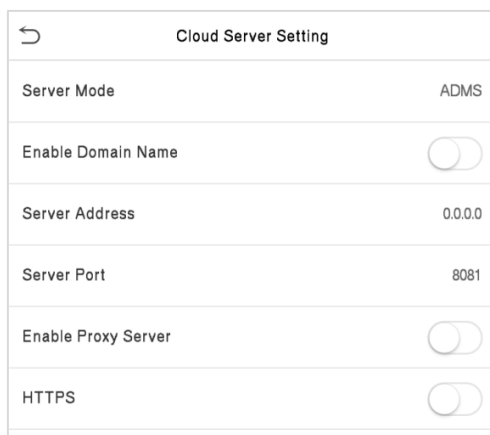 Cloud Server Setting
Server Mode ADMS
Enable Domain Name
Server Address 0.0.0.0
Server Port 8081
Enable Proxy Server
HTTPS